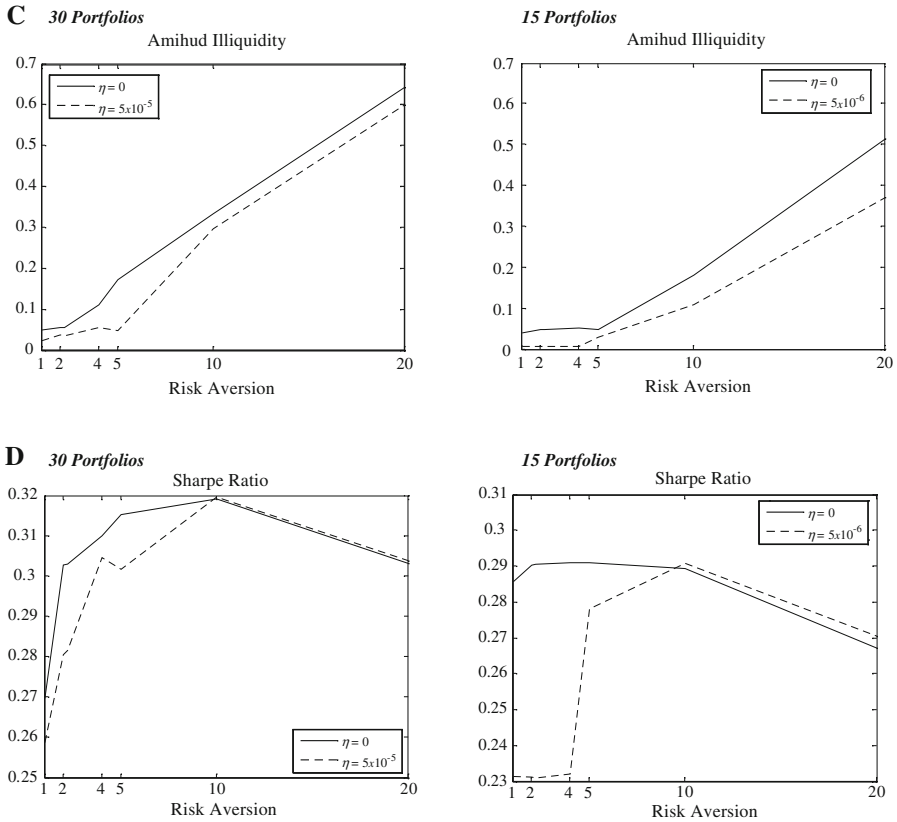 C 30 Portfolios
Amihud Illiquidity
0.7
0.6
0.5
0.4
0.3
0.2
0.1
0
η = 0
η = 5x10⁻⁵
1 2 4 5 10 20
Risk Aversion
15 Portfolios
Amihud Illiquidity
0.7
0.6
0.5
0.4
0.3
0.2
0.1
0
η = 0
η = 5x10⁻⁶
1 2 4 5 10 20
Risk Aversion
D 30 Portfolios
Sharpe Ratio
0.32
0.31
0.3
0.29
0.28
0.27
0.26
0.25
η = 0
η = 5x10⁻⁵
1 2 4 5 10 20
Risk Aversion
15 Portfolios
Sharpe Ratio
0.31
0.3
0.29
0.28
0.27
0.26
0.25
0.24
0.23
η = 0
η = 5x10⁻⁶
1 2 4 5 10 20
Risk Aversion